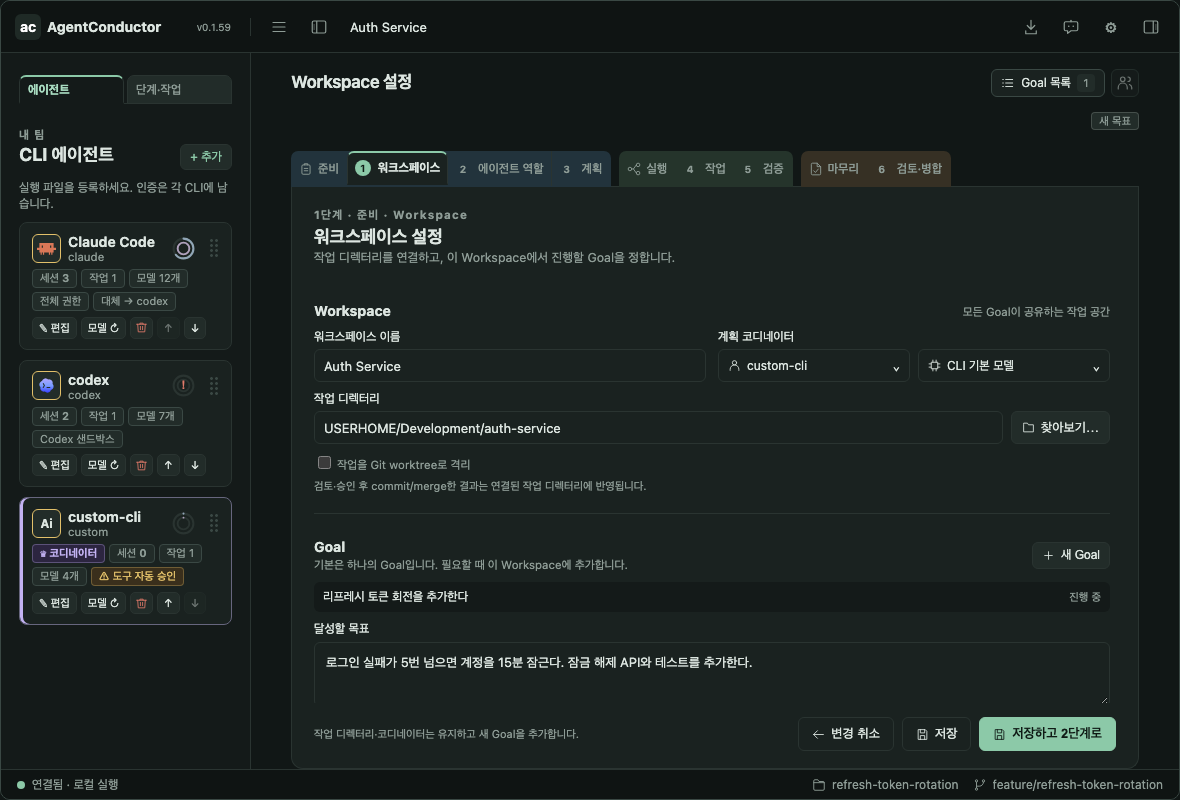 ac AgentConductor v0.1.59 Auth Service
에이전트 단계·작업
내 팀
CLI 에이전트 + 추가
실행 파일을 등록하세요. 인증은 각 CLI에 남
습니다.
Claude Code
claude
세션 3 작업 1 모델 12개
전체 권한 대체 → codex
편집 모델
codex
codex
세션 2 작업 1 모델 7개
Codex 샌드박스
편집 모델
Ai custom-cli
custom
코디네이터 세션 0 작업 1
모델 4개 도구 자동 승인
편집 모델
Workspace 설정 Goal 목록 1
새 목표
준비 1 워크스페이스 2 에이전트 역할 3 계획 실행 4 작업 5 검증 마무리 6 검토·병합
1단계 · 준비 · Workspace
워크스페이스 설정
작업 디렉터리를 연결하고, 이 Workspace에서 진행할 Goal을 정합니다.
Workspace 모든 Goal이 공유하는 작업 공간
워크스페이스 이름 계획 코디네이터
Auth Service custom-cli CLI 기본 모델
작업 디렉터리
USERHOME/Development/auth-service 찾아보기...
작업을 Git worktree로 격리
검토·승인 후 commit/merge한 결과는 연결된 작업 디렉터리에 반영됩니다.
Goal
기본은 하나의 Goal입니다. 필요할 때 이 Workspace에 추가합니다. + 새 Goal
리프레시 토큰 회전을 추가한다 진행 중
달성할 목표
로그인 실패가 5번 넘으면 계정을 15분 잠근다. 잠금 해제 API와 테스트를 추가한다.
작업 디렉터리·코디네이터는 유지하고 새 Goal을 추가합니다. ← 변경 취소 저장 저장하고 2단계로
연결됨 · 로컬 실행 refresh-token-rotation feature/refresh-token-rotation